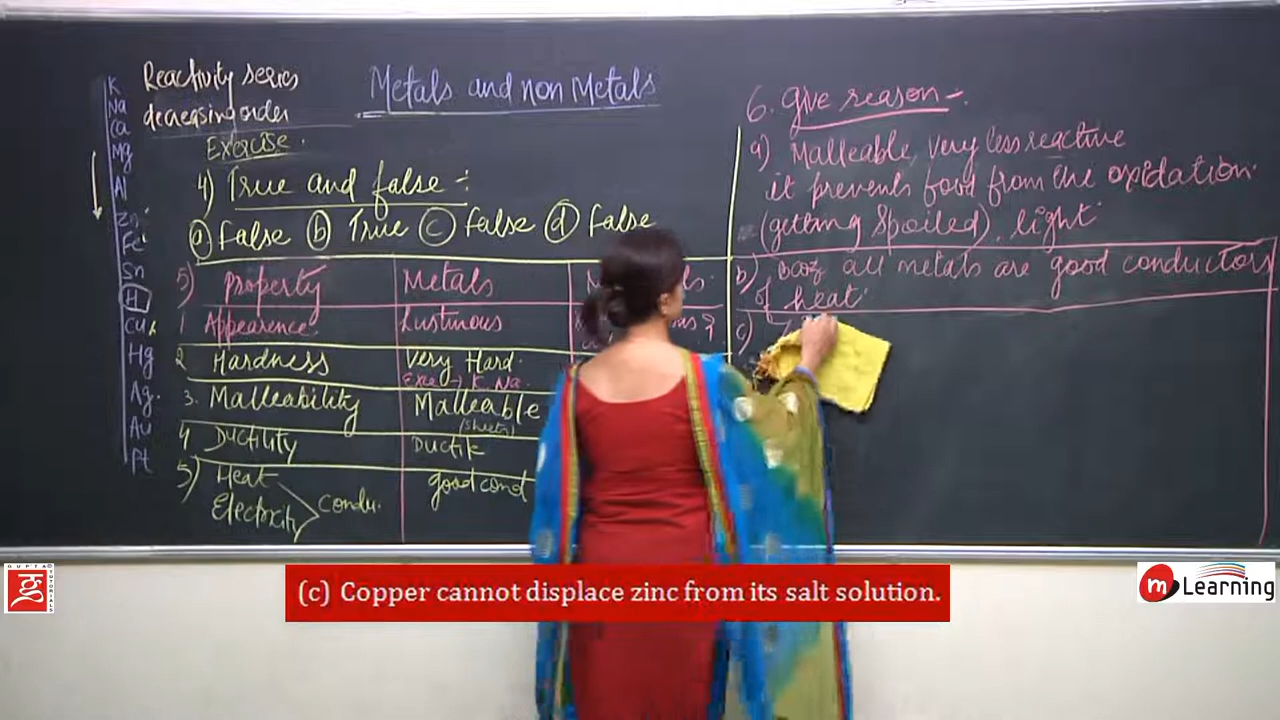 K
Na
Ca
Mg
Al
Zn
Fe
Sn
H
Cu
Hg
Ag
Au
Pt
Reactivity series
decreasing order
Metals and non Metals
Exercise.
4) True and false -:
(a) false (b) True (c) false (d) false
5) Property Metals
1 Appearence Lustrous
2 Hardness Very Hard.
K Na
3. Malleability Malleable
(Sheets)
4 Ductility
5) Heat
Electricity condu. good cond
6. Give reason -
a) Malleable, very less reactive
it prevents food from the oxidation.
(getting Spoiled), light
b) all metals are good conductors
of heat.
c)
GUPTA TUTORIALS
(c) Copper cannot displace zinc from its salt solution.
m Learning